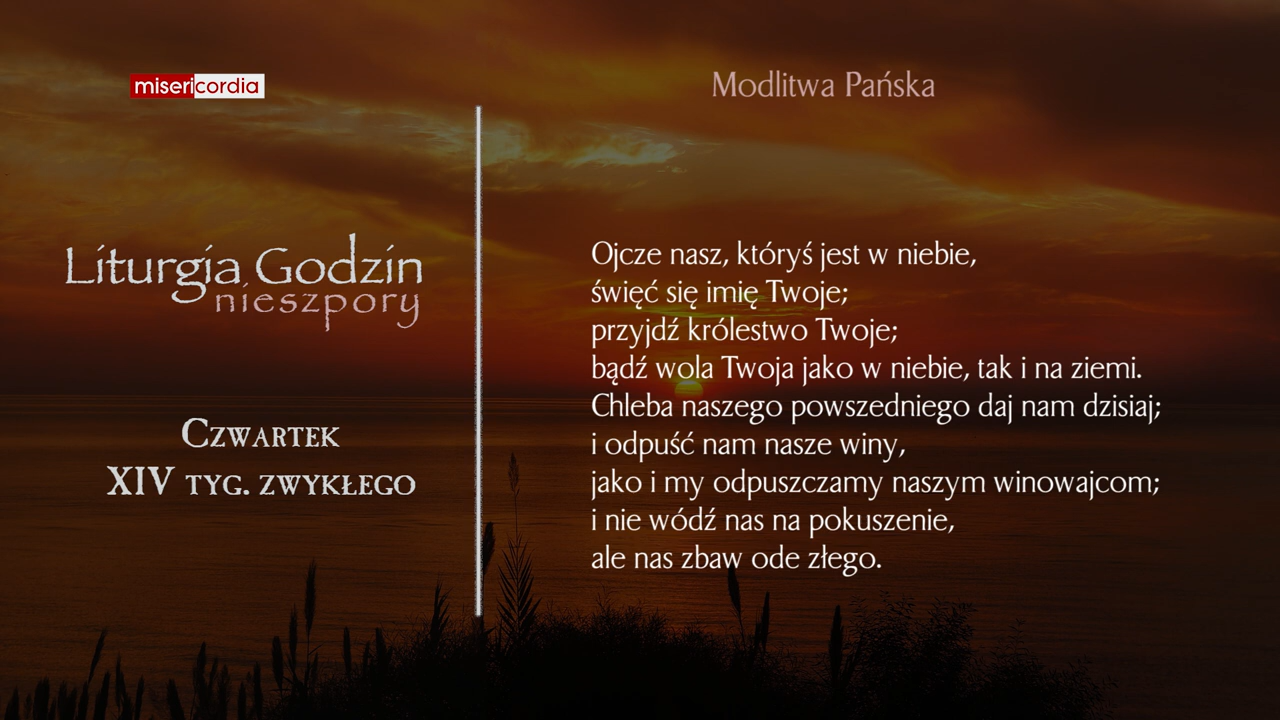 misericordia
Liturgia Godzin
nieszpory
Czwartek
XIV tyg. zwykłego
Modlitwa Pańska
Ojcze nasz, któryś jest w niebie,
święć się imię Twoje;
przyjdź królestwo Twoje;
bądź wola Twoja jako w niebie, tak i na ziemi.
Chleba naszego powszedniego daj nam dzisiaj;
i odpuść nam nasze winy,
jako i my odpuszczamy naszym winowajcom;
i nie wódź nas na pokuszenie,
ale nas zbaw ode złego.